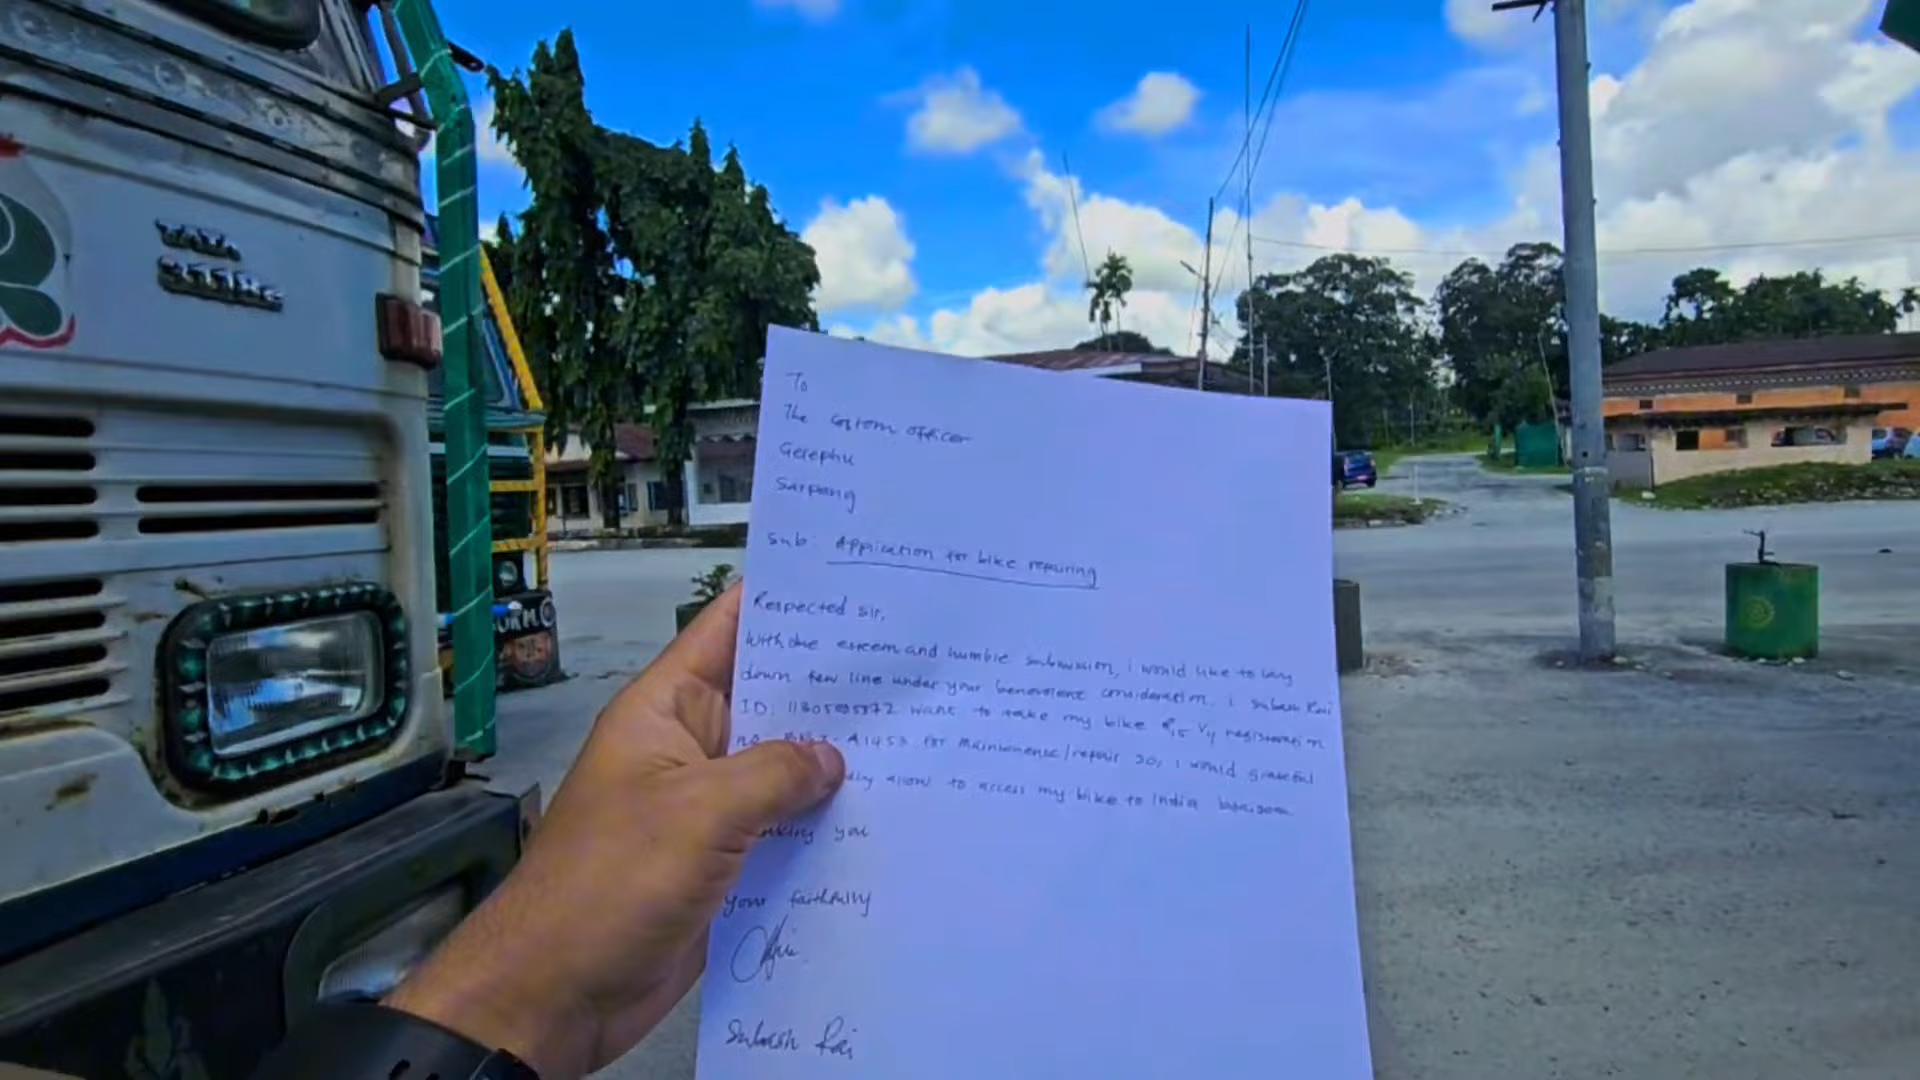 TATA
To
The custom officer
Gelephu
Sarpang
Sub: Application for bike repairing
Respected sir,
With due esteem and humble submission, i would like to lay
down few line under your benevolent consideration. i Subash Rai
ID: want to take my bike R15 V4 registration
no. A1453 for maintenence/repair so, i would grateful
allow to access my bike to India
you
your faithfully
Subash Rai